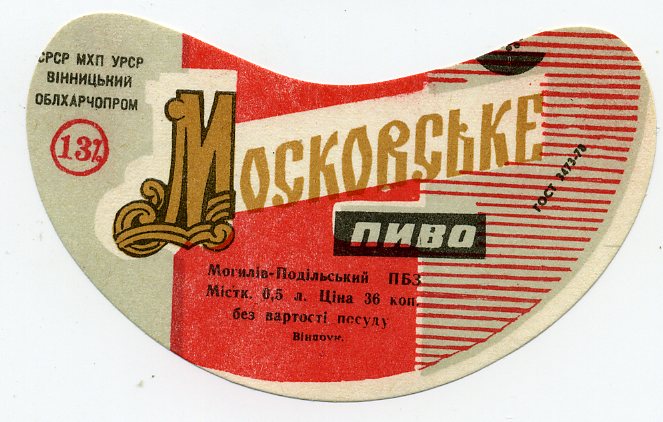 СРСР МХП УРСР
ВІННИЦЬКИЙ
ОБЛХАРЧОПРОМ
13%
МОСКОВСЬКЕ
ПИВО
ГОСТ 3473-78
Могилів-Подільський ПБЗ
Містк. 0,5 л. Ціна 36 коп.
без вартості посуду